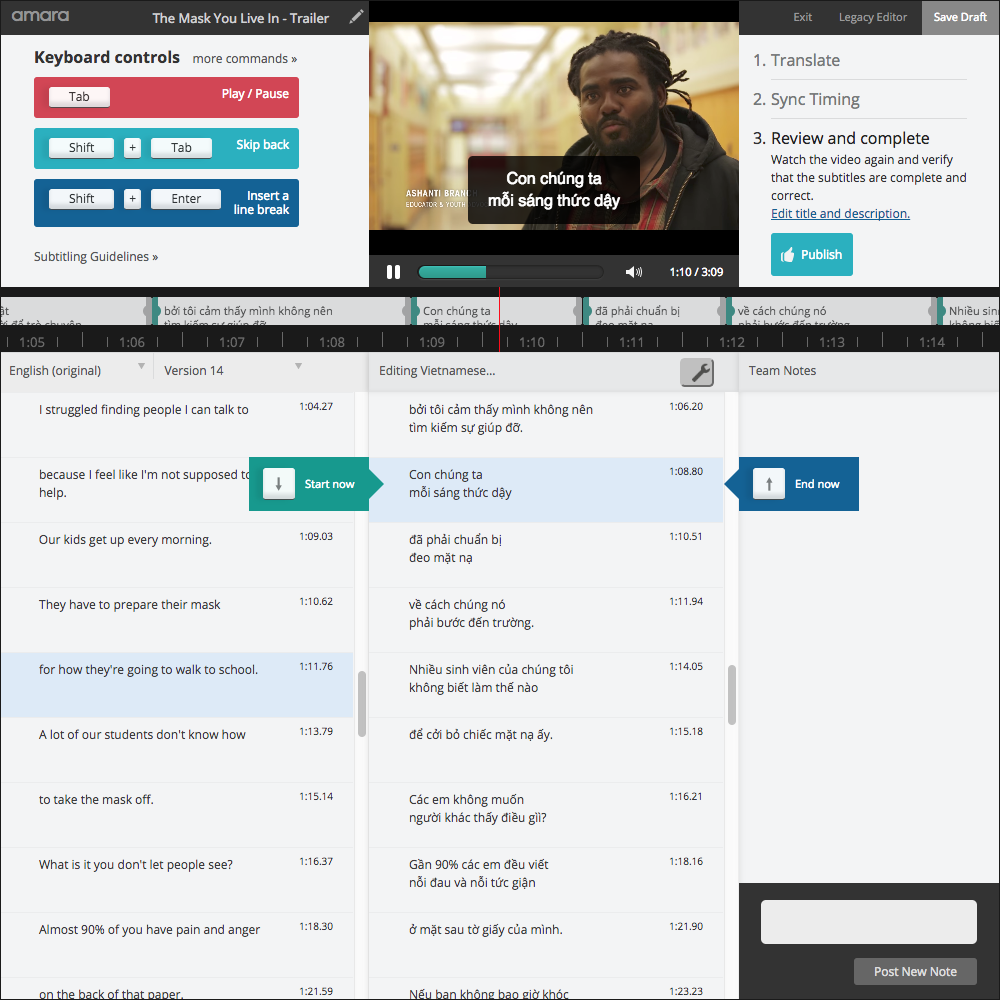 amara
The Mask You Live In - Trailer
Exit
Legacy Editor
Save Draft
Keyboard controls
more commands »
Tab
Play / Pause
Shift + Tab
Skip back
Shift + Enter
Insert a
line break
Subtitling Guidelines »
ASHANTI BRANCH
EDUCATOR & YOUTH
Con chúng ta
mỗi sáng thức dậy
1:10 / 3:09
1. Translate
2. Sync Timing
3. Review and complete
Watch the video again and verify
that the subtitles are complete and
correct.
Edit title and description.
Publish
bởi tôi cảm thấy mình không nên
tìm kiếm sự giúp đỡ.
Con chúng ta
mỗi sáng thức dậy
đã phải chuẩn bị
đeo mặt nạ
về cách chúng nó
phải bước đến trường.
Nhiều sinh
không biết
1:05
1:06
1:07
1:08
1:09
1:10
1:11
1:12
1:13
1:14
English (original)
Version 14
Editing Vietnamese...
Team Notes
I struggled finding people I can talk to
1:04.27
because I feel like I'm not supposed to
help.
Our kids get up every morning.
1:09.03
They have to prepare their mask
1:10.62
for how they're going to walk to school.
1:11.76
A lot of our students don't know how
1:13.79
to take the mask off.
1:15.14
What is it you don't let people see?
1:16.37
Almost 90% of you have pain and anger
1:18.30
on the back of that paper.
1:21.59
Start now
bởi tôi cảm thấy mình không nên
tìm kiếm sự giúp đỡ.
1:06.20
Con chúng ta
mỗi sáng thức dậy
1:08.80
End now
đã phải chuẩn bị
đeo mặt nạ
1:10.51
về cách chúng nó
phải bước đến trường.
1:11.94
Nhiều sinh viên của chúng tôi
không biết làm thế nào
1:14.05
để cởi bỏ chiếc mặt nạ ấy.
1:15.18
Các em không muốn
người khác thấy điều gìi?
1:16.21
Gần 90% các em đều viết
nỗi đau và nỗi tức giận
1:18.16
ở mặt sau tờ giấy của mình.
1:21.90
Nếu bạn không bao giờ khóc
1:23.23
Post New Note